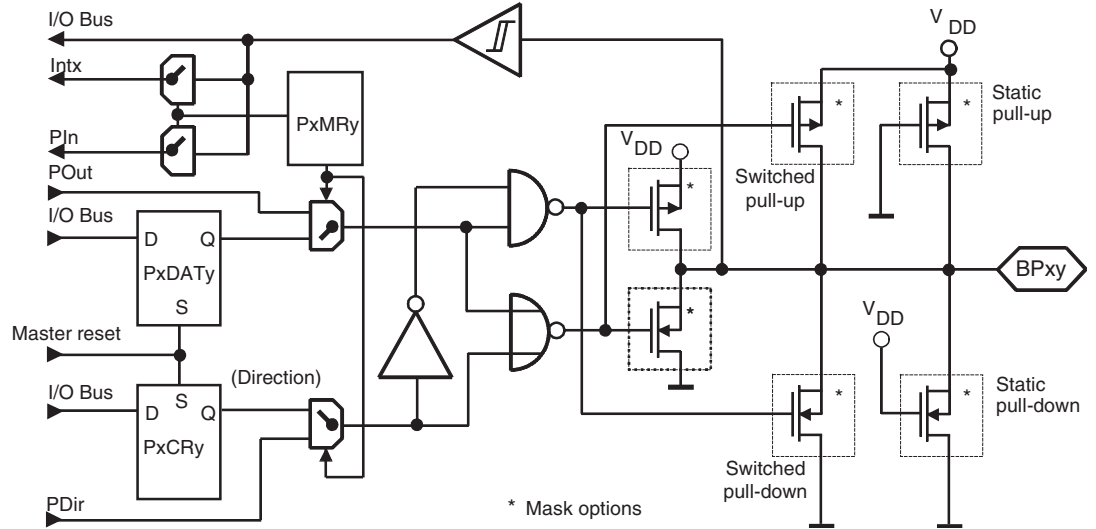 I/O Bus
Intx
PIn
POut
I/O Bus
PxMRy
D
Q
PxDATy
S
Master reset
I/O Bus
(Direction)
S
D
Q
PxCRy
PDir
V DD
*
*
Switched
pull-up
V DD
*
*
Static
pull-up
BPxy
V DD
*
Switched
pull-down
*
Static
pull-down
* Mask options